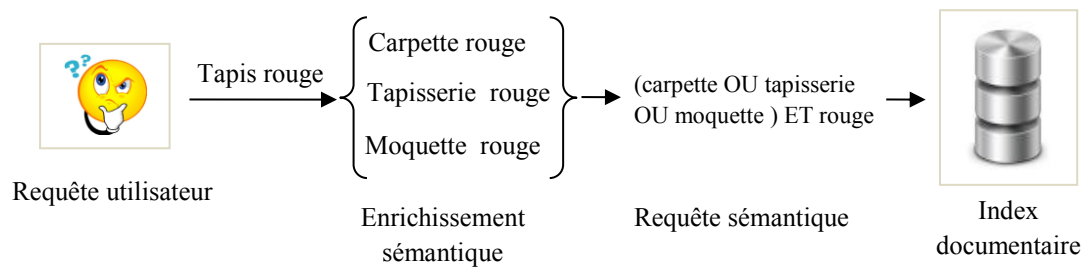 Tapis rouge
Carpette rouge
Tapisserie rouge
Moquette rouge
(carpette OU tapisserie
OU moquette ) ET rouge
Requête utilisateur
Enrichissement
sémantique
Requête sémantique
Index
documentaire
??